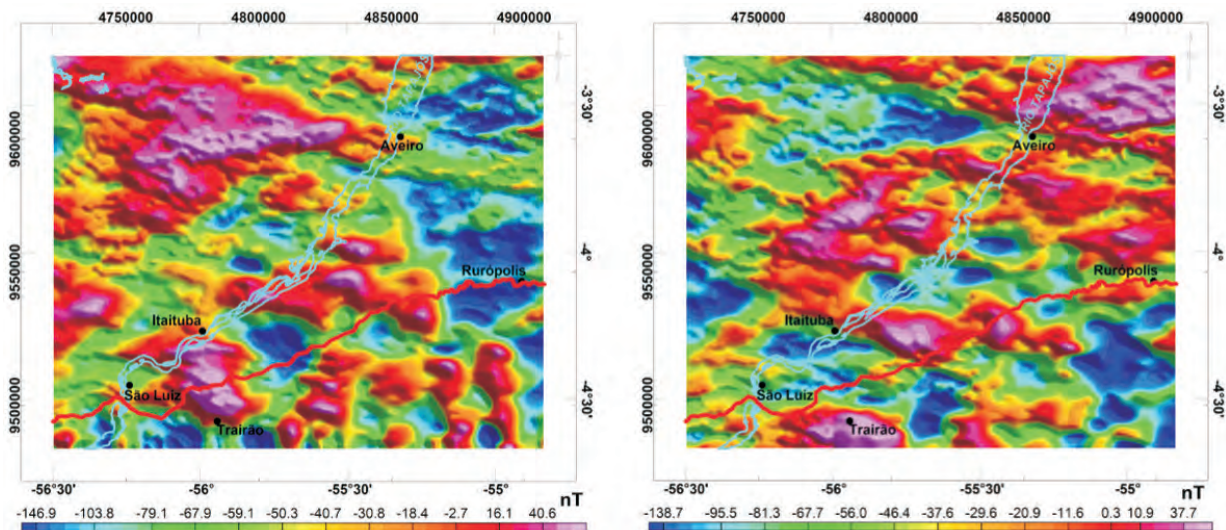 4750000 4800000 4850000 4900000
4750000 4800000 4850000 4900000
-3°30'
-3°30'
9600000
9600000
RIO TAPAJÓS
Aveiro
Aveiro
-4°
-4°
9550000
9550000
Rurópolis
Rurópolis
Itaituba
Itaituba
São Luiz
São Luiz
-4°30'
-4°30'
9500000
9500000
Trairão
Trairão
-56°30' -56° -55°30' -55°
-56°30' -56° -55°30' -55°
nT
nT
-146.9 -103.8 -79.1 -67.9 -59.1 -50.3 -40.7 -30.8 -18.4 -2.7 16.1 40.6
-138.7 -95.5 -81.3 -67.7 -56.0 -46.9 -37.6 -29.6 -20.9 -11.6 0.3 10.9 37.7